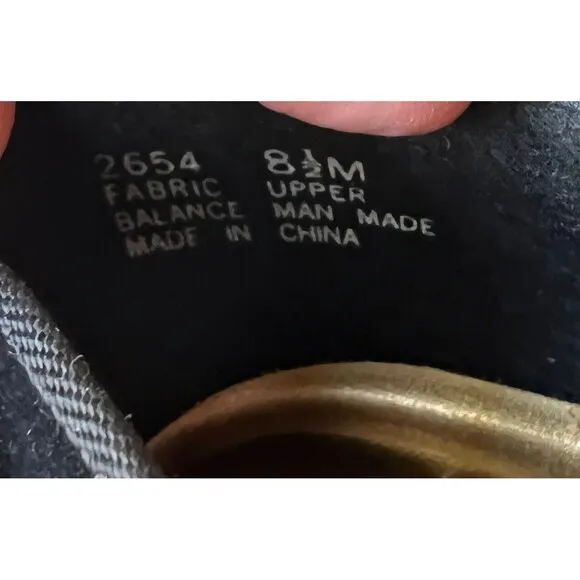 2654 8½M
FABRIC UPPER
BALANCE MAN MADE
MADE IN CHINA